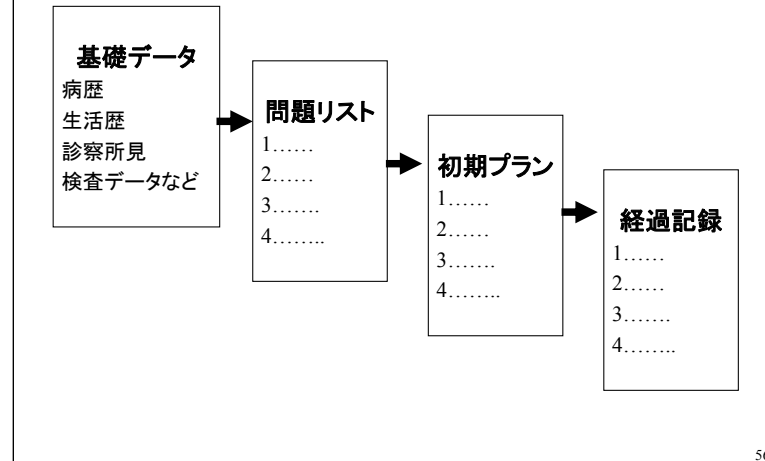 基礎データ
病歴
生活歴
診察所見
検査データなど
問題リスト
1……
2……
3…….
4……..
初期プラン
1……
2……
3…….
4……..
経過記録
1……
2……
3…….
4……..